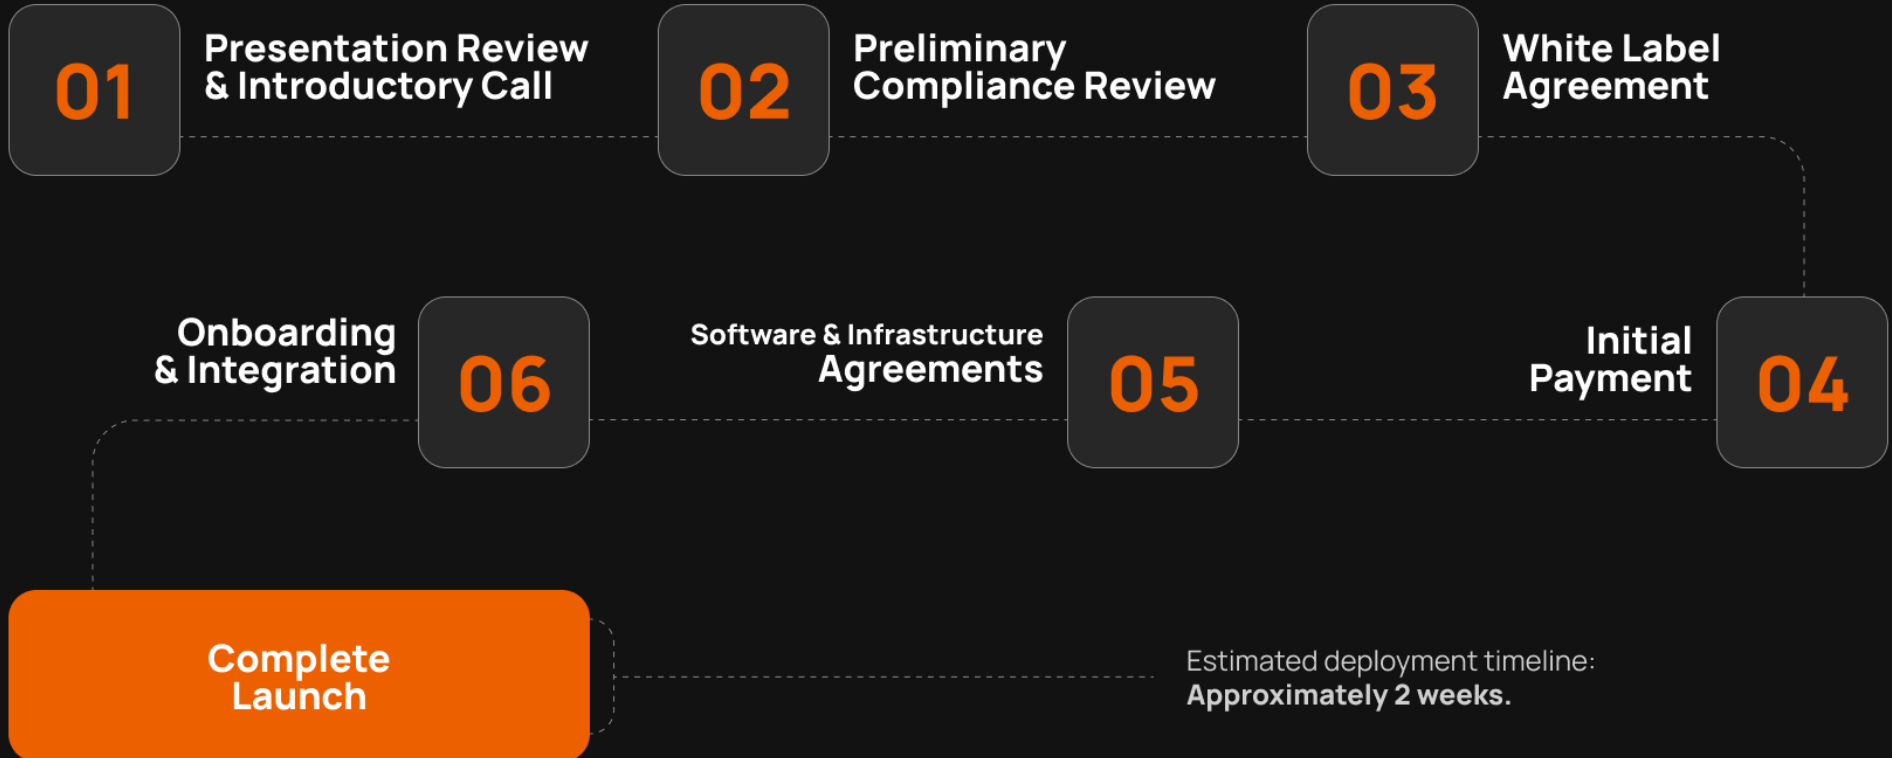 01
Presentation Review
& Introductory Call
02
Preliminary
Compliance Review
03
White Label
Agreement
04
Initial
Payment
05
Software & Infrastructure
Agreements
06
Onboarding
& Integration
Complete
Launch
Estimated deployment timeline:
Approximately 2 weeks.